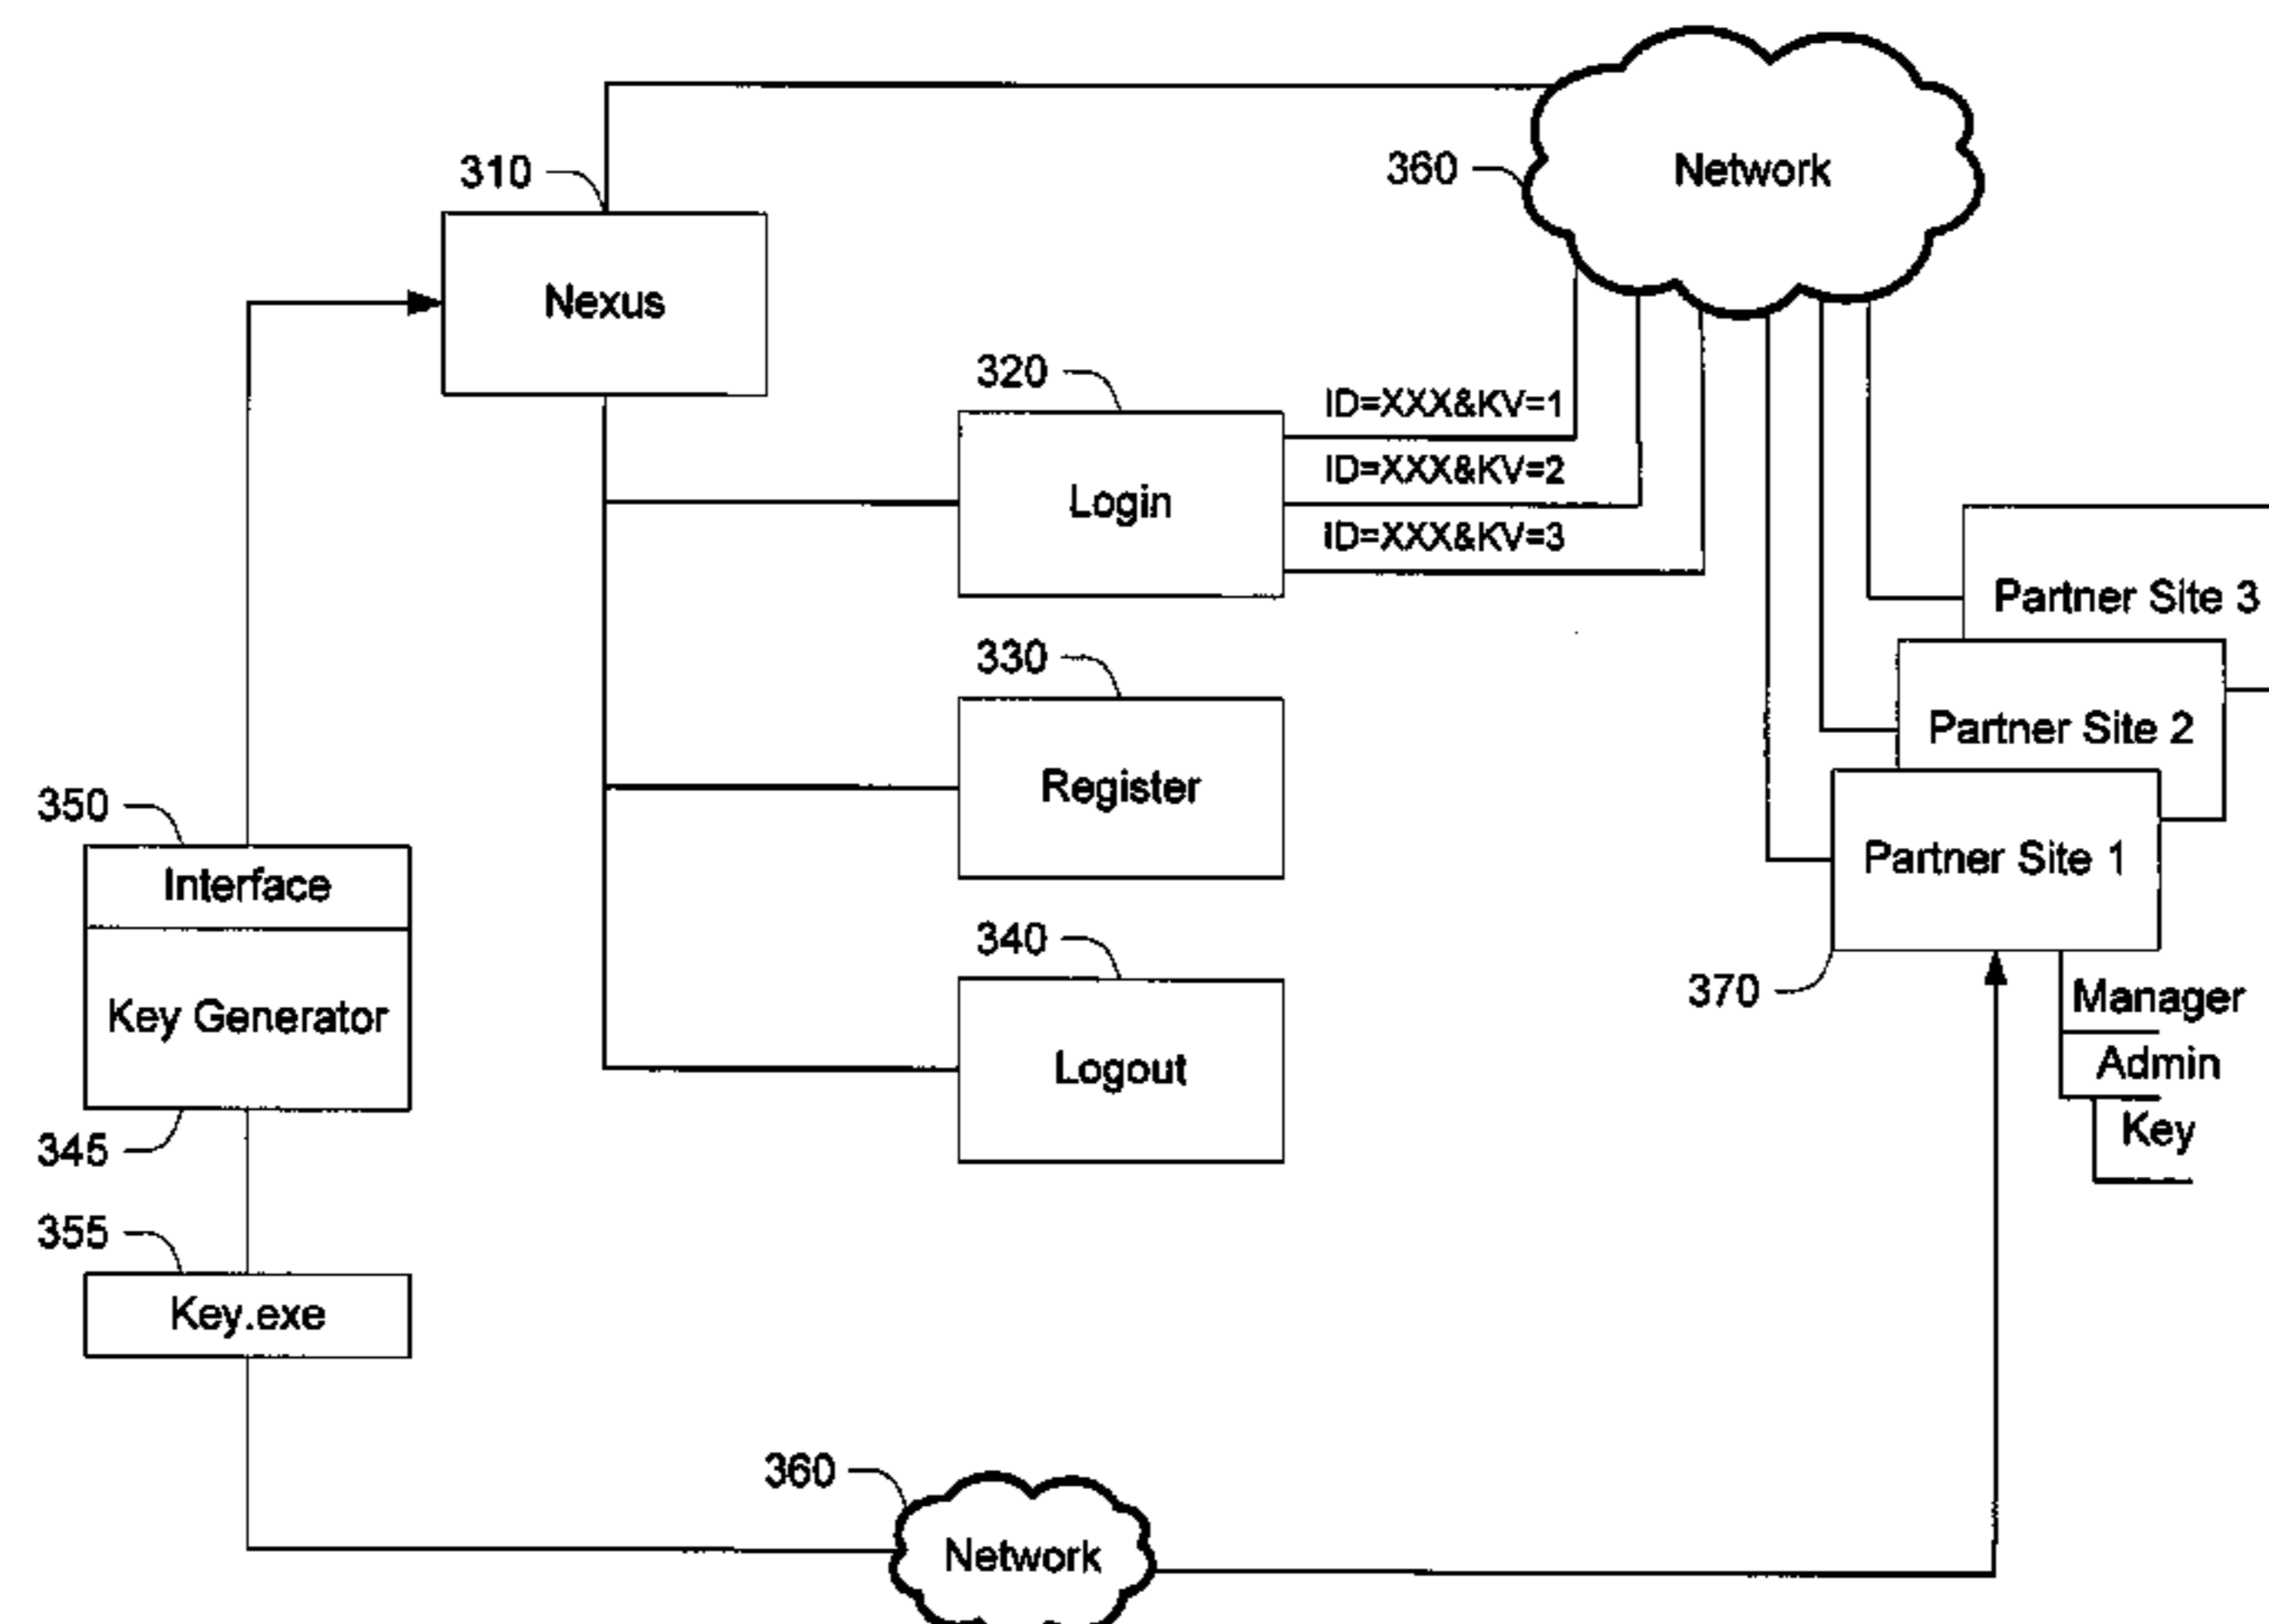 310
360
Network
Nexus
320
ID=XXX&KV=1
ID=XXX&KV=2
ID=XXX&KV=3
Login
Partner Site 3
330
Partner Site 2
Register
350
Partner Site 1
Interface
340
370
Manager
Key Generator
Admin
Logout
Key
345
355
Key.exe
360
Network